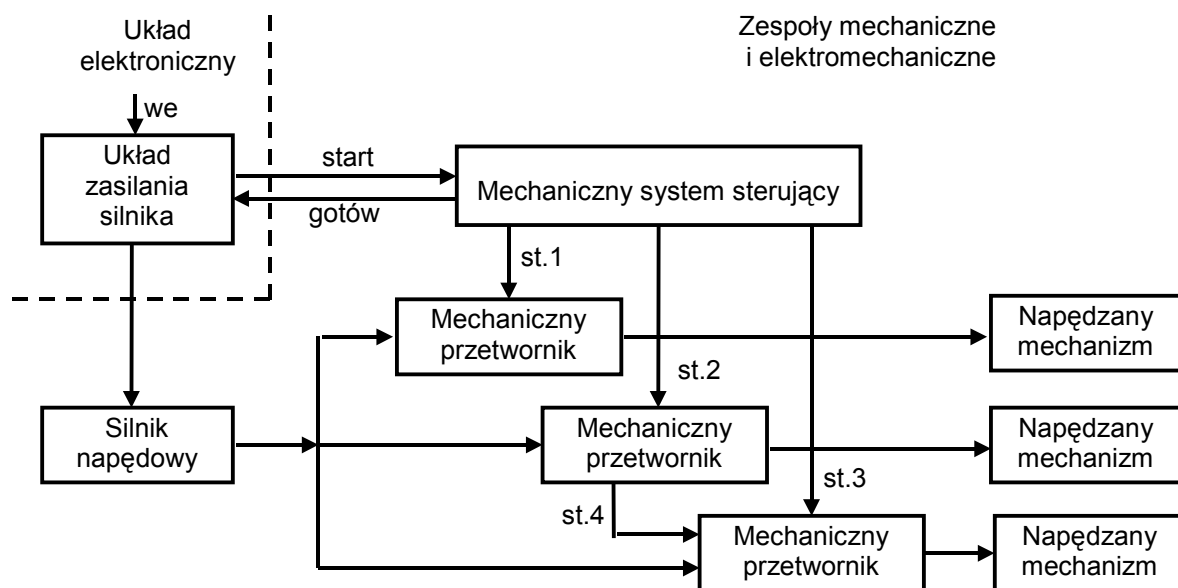 Układ
elektroniczny
Zespoły mechaniczne
i elektromechaniczne
we
Układ
zasilania
silnika
start
gotów
Mechaniczny system sterujący
st.1
Mechaniczny
przetwornik
Napędzany
mechanizm
st.2
Silnik
napędowy
Mechaniczny
przetwornik
Napędzany
mechanizm
st.3
st.4
Mechaniczny
przetwornik
Napędzany
mechanizm